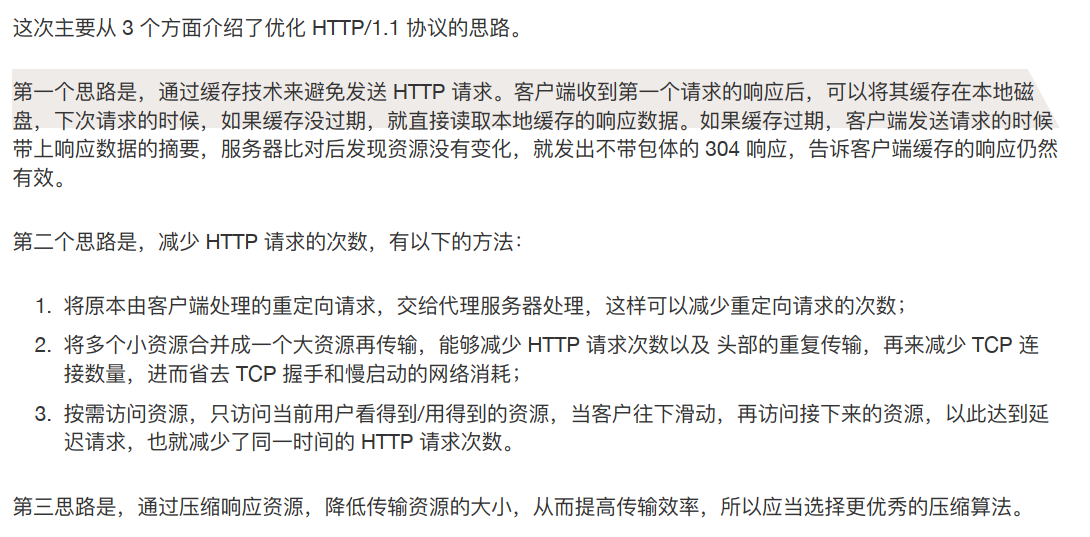 这次主要从 3 个方面介绍了优化 HTTP/1.1 协议的思路。
第一个思路是，通过缓存技术来避免发送 HTTP 请求。客户端收到第一个请求的响应后，可以将其缓存在本地磁
盘，下次请求的时候，如果缓存没过期，就直接读取本地缓存的响应数据。如果缓存过期，客户端发送请求的时候
带上响应数据的摘要，服务器比对后发现资源没有变化，就发出不带包体的 304 响应，告诉客户端缓存的响应仍然
有效。
第二个思路是，减少 HTTP 请求的次数，有以下的方法：
1. 将原本由客户端处理的重定向请求，交给代理服务器处理，这样可以减少重定向请求的次数；
2. 将多个小资源合并成一个大资源再传输，能够减少 HTTP 请求次数以及 头部的重复传输，再来减少 TCP 连
接数量，进而省去 TCP 握手和慢启动的网络消耗；
3. 按需访问资源，只访问当前用户看得到/用得到的资源，当客户往下滑动，再访问接下来的资源，以此达到延
迟请求，也就减少了同一时间的 HTTP 请求次数。
第三思路是，通过压缩响应资源，降低传输资源的大小，从而提高传输效率，所以应当选择更优秀的压缩算法。